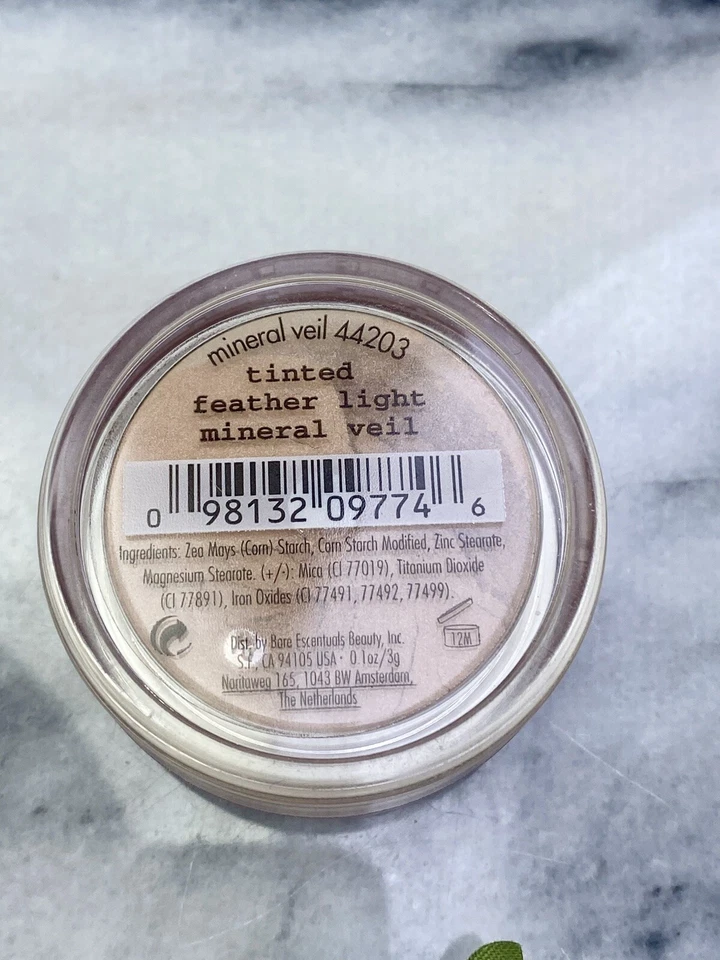 mineral veil 44203
tinted
feather light
mineral veil
0 98132 09774 6
Ingredients: Zea Mays (Corn) Starch, Corn Starch Modified, Zinc Stearate,
Magnesium Stearate. (+/-): Mica (CI 77019), Titanium Dioxide
(CI 77891), Iron Oxides (CI 77491, 77492, 77499).
12M
Dist. by Bare Escentuals Beauty, Inc.
S.F., CA 94105 USA · 0.1oz/3g
Noritaweg 165, 1043 BW Amsterdam,
The Netherlands